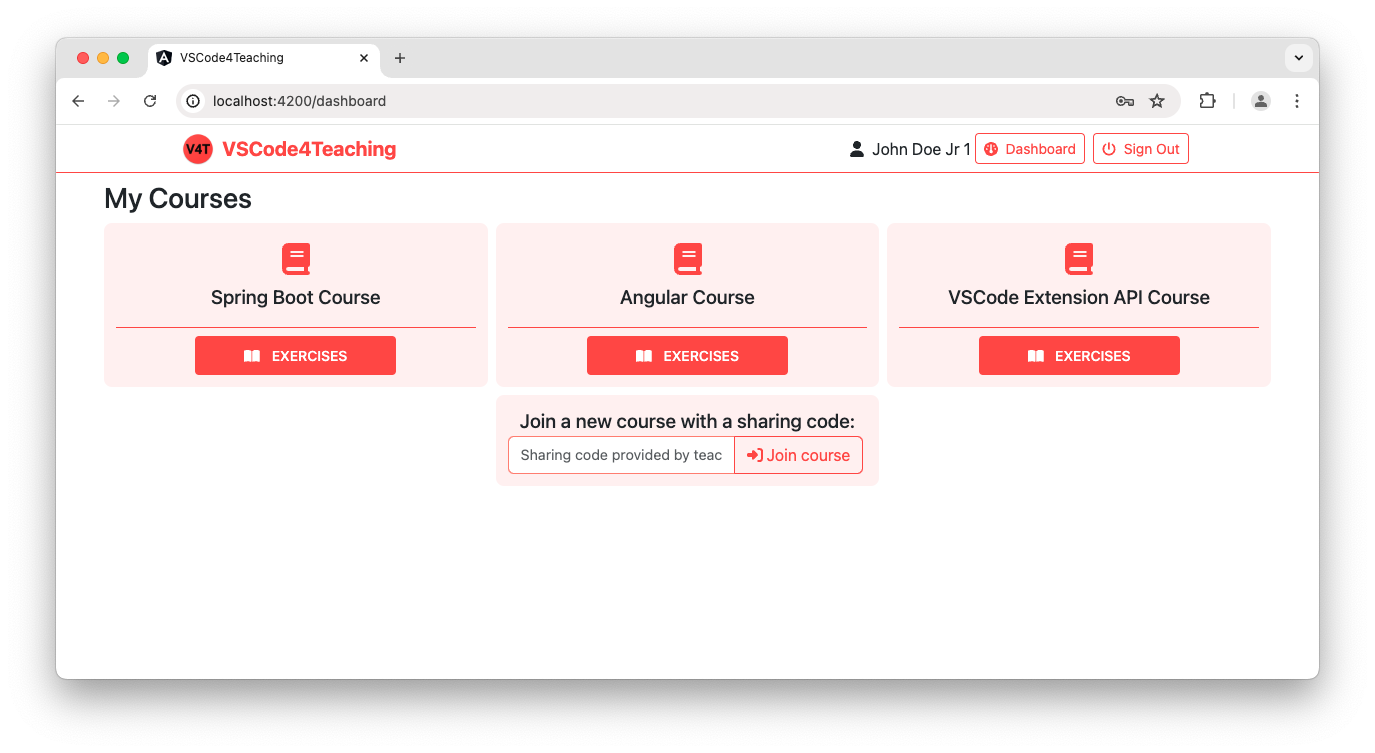 VSCode4Teaching
localhost:4200/dashboard
V4T VSCode4Teaching John Doe Jr 1 Dashboard Sign Out
My Courses
Spring Boot Course
EXERCISES
Angular Course
EXERCISES
VSCode Extension API Course
EXERCISES
Join a new course with a sharing code:
Sharing code provided by teac Join course